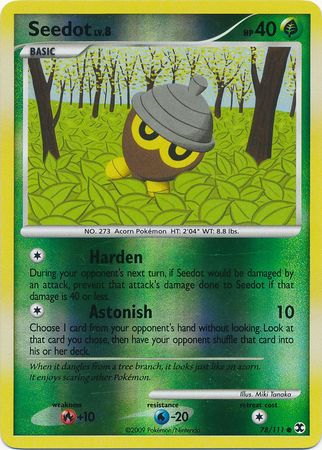 Seedot LV.8 HP 40
BASIC
NO. 273 Acorn Pokémon HT: 2'04" WT: 8.8 lbs.
Harden
During your opponent's next turn, if Seedot would be damaged by
an attack, prevent that attack's damage done to Seedot if that
damage is 40 or less.
Astonish 10
Choose 1 card from your opponent's hand without looking. Look at
that card you chose, then have your opponent shuffle that card into
his or her deck.
When it dangles from a tree branch, it looks just like an acorn.
It enjoys scaring other Pokémon.
Illus. Miki Tanaka
weakness resistance retreat cost
+10 -20
©2009 Pokémon/Nintendo 78/111